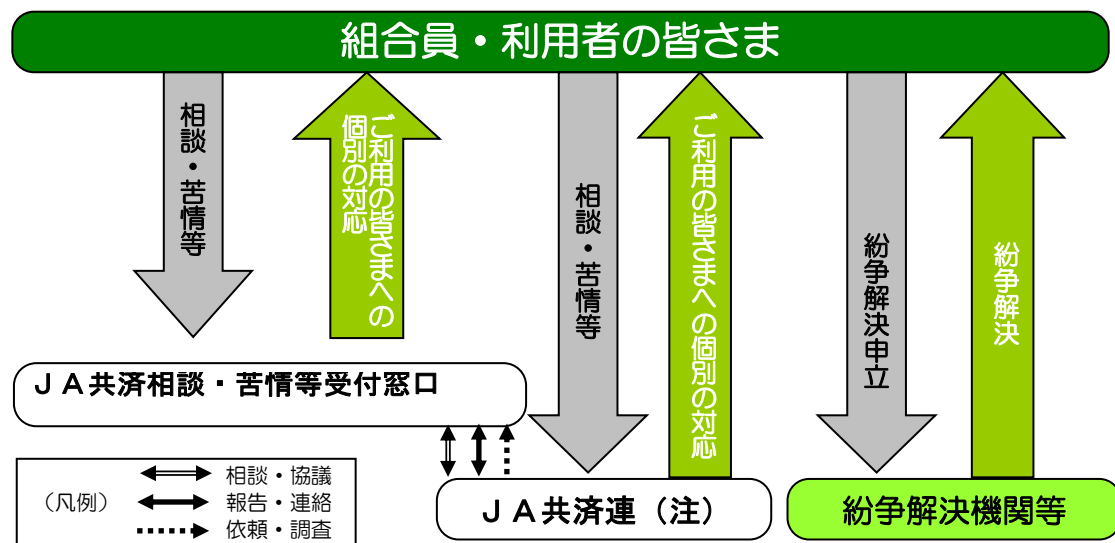 組合員・利用者の皆さま
相談・苦情等
ご利用の皆さまへの
個別の対応
相談・苦情等
ご利用の皆さまへの個別の対応
紛争解決申立
紛争解決
ＪＡ共済相談・苦情等受付窓口
（凡例）
相談・協議
報告・連絡
依頼・調査
ＪＡ共済連（注）
紛争解決機関等